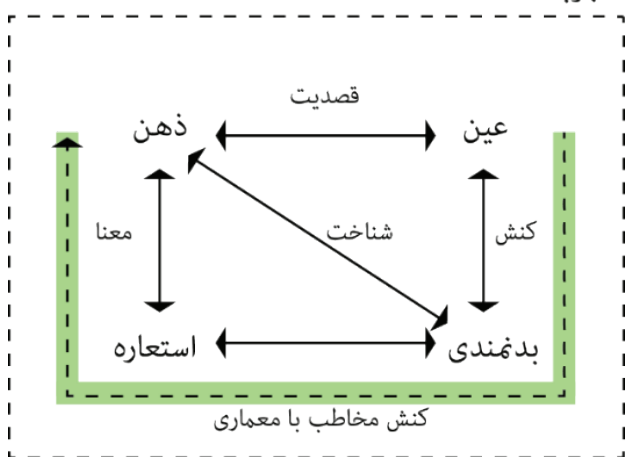 قصدیت
عین
ذهن
کنش
شناخت
معنا
بدنمندی
استعاره
کنش مخاطب با معماری